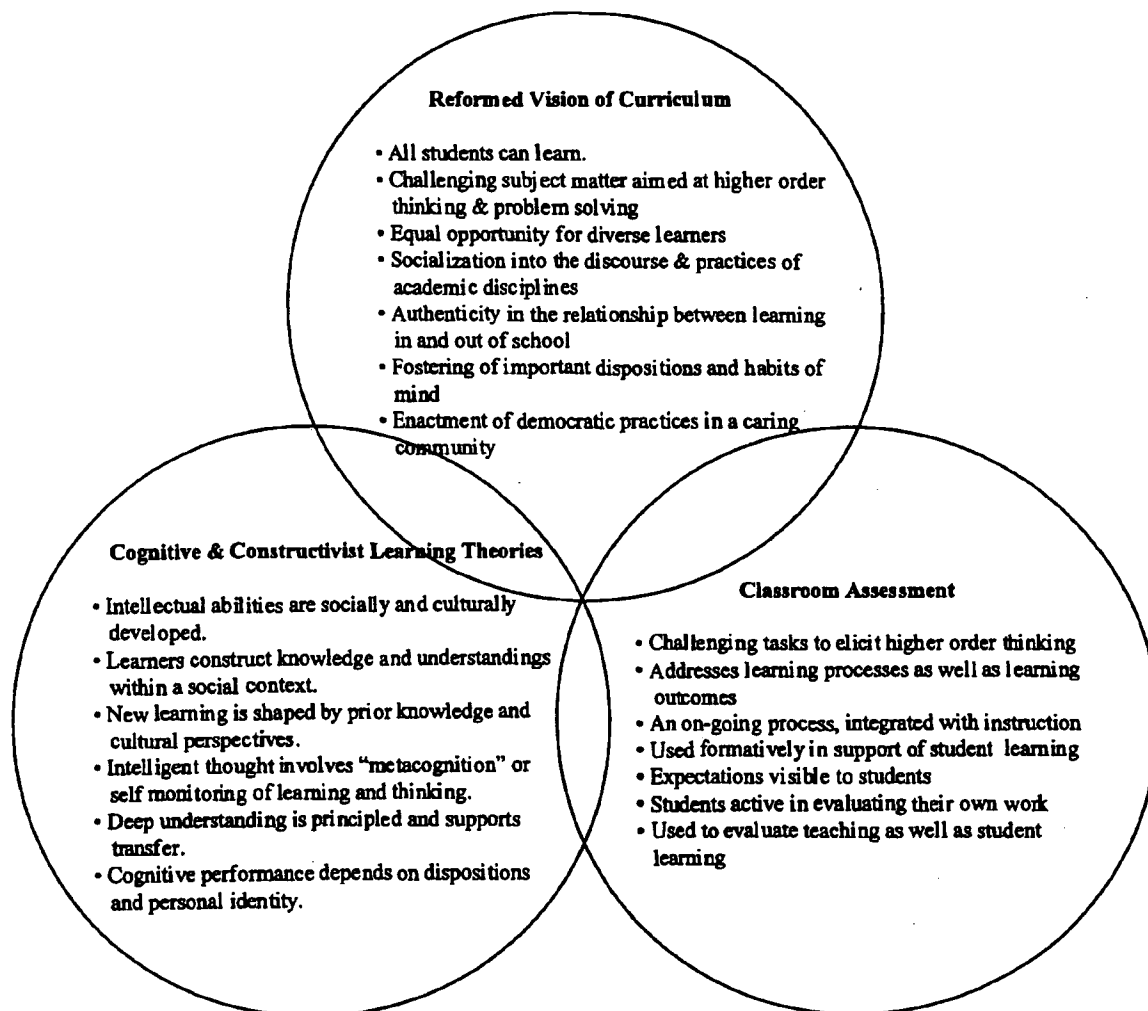 Reformed Vision of Curriculum
• All students can learn.
• Challenging subject matter aimed at higher order
thinking & problem solving
• Equal opportunity for diverse learners
• Socialization into the discourse & practices of
academic disciplines
• Authenticity in the relationship between learning
in and out of school
• Fostering of important dispositions and habits of
mind
• Enactment of democratic practices in a caring
community
Cognitive & Constructivist Learning Theories
• Intellectual abilities are socially and culturally
developed.
• Learners construct knowledge and understandings
within a social context.
• New learning is shaped by prior knowledge and
cultural perspectives.
• Intelligent thought involves “metacognition” or
self monitoring of learning and thinking.
• Deep understanding is principled and supports
transfer.
• Cognitive performance depends on dispositions
and personal identity.
Classroom Assessment
• Challenging tasks to elicit higher order thinking
• Addresses learning processes as well as learning
outcomes
• An on-going process, integrated with instruction
• Used formatively in support of student learning
• Expectations visible to students
• Students active in evaluating their own work
• Used to evaluate teaching as well as student
learning